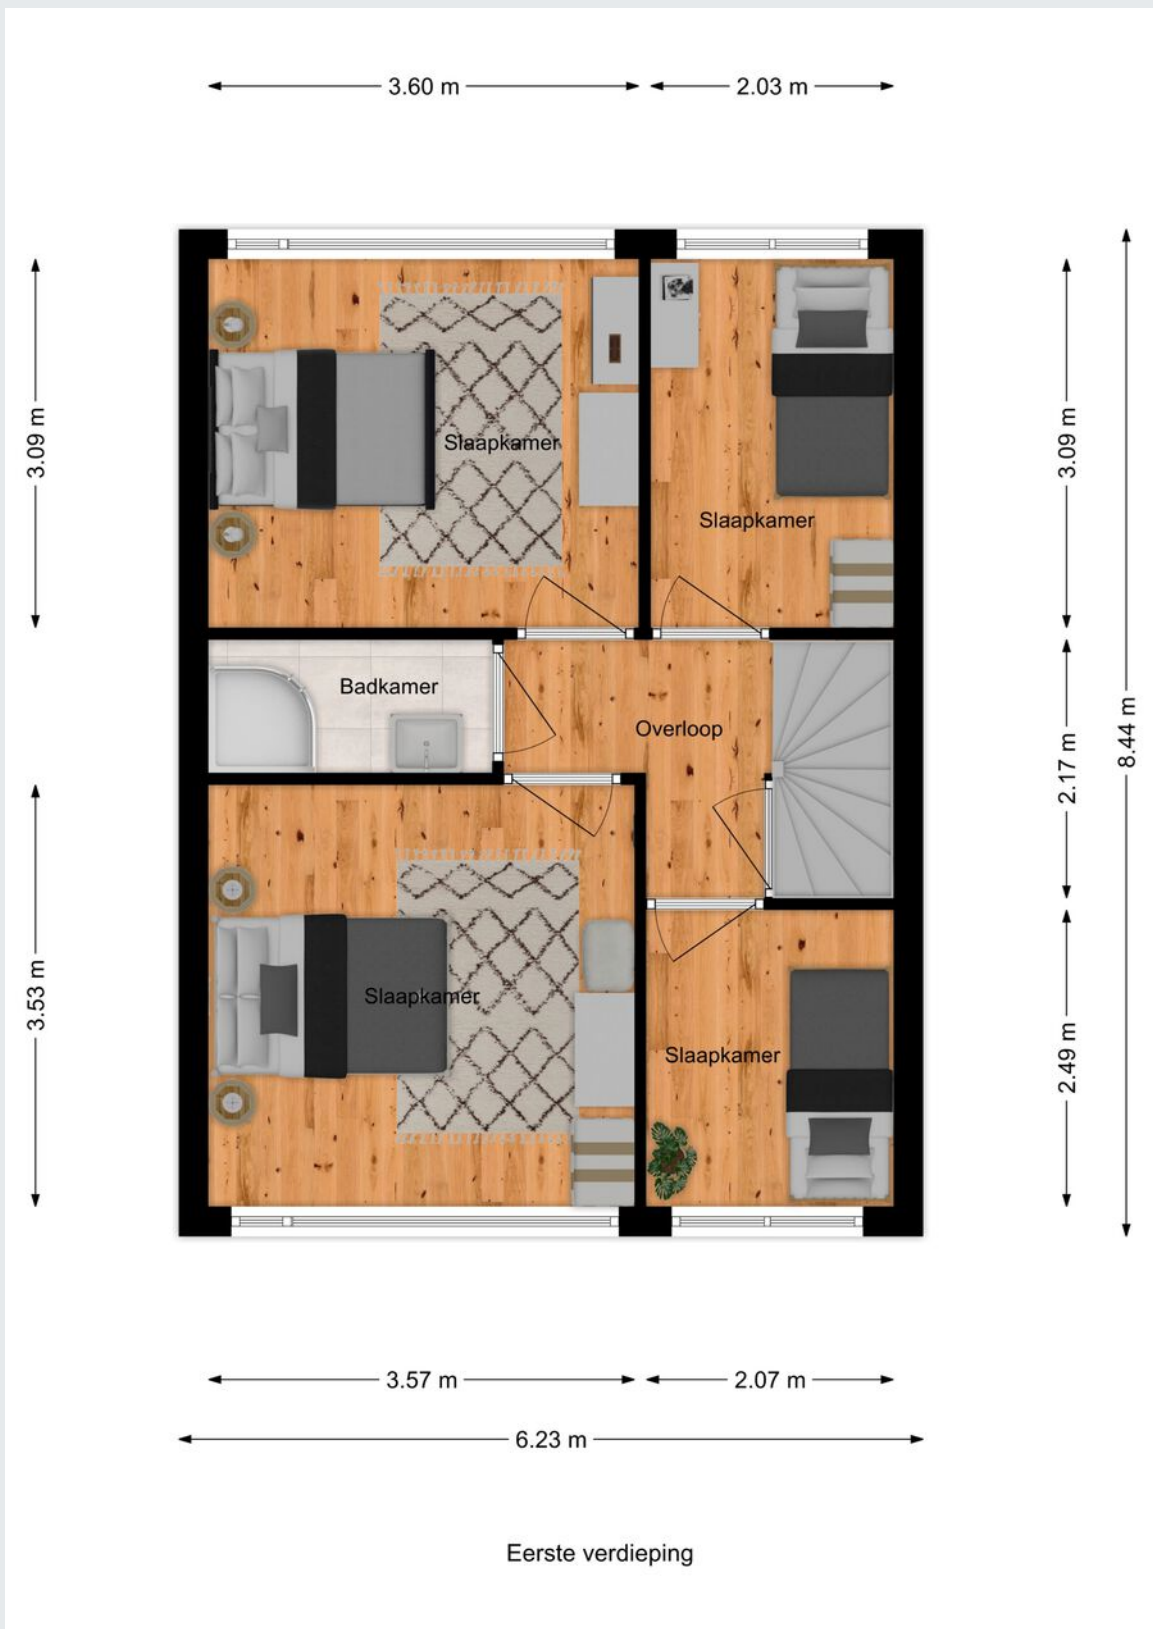 3.60 m
2.03 m
3.09 m
Slaapkamer
Slaapkamer
3.09 m
Badkamer
Overloop
2.17 m
8.44 m
3.53 m
Slaapkamer
Slaapkamer
2.49 m
3.57 m
2.07 m
6.23 m
Eerste verdieping